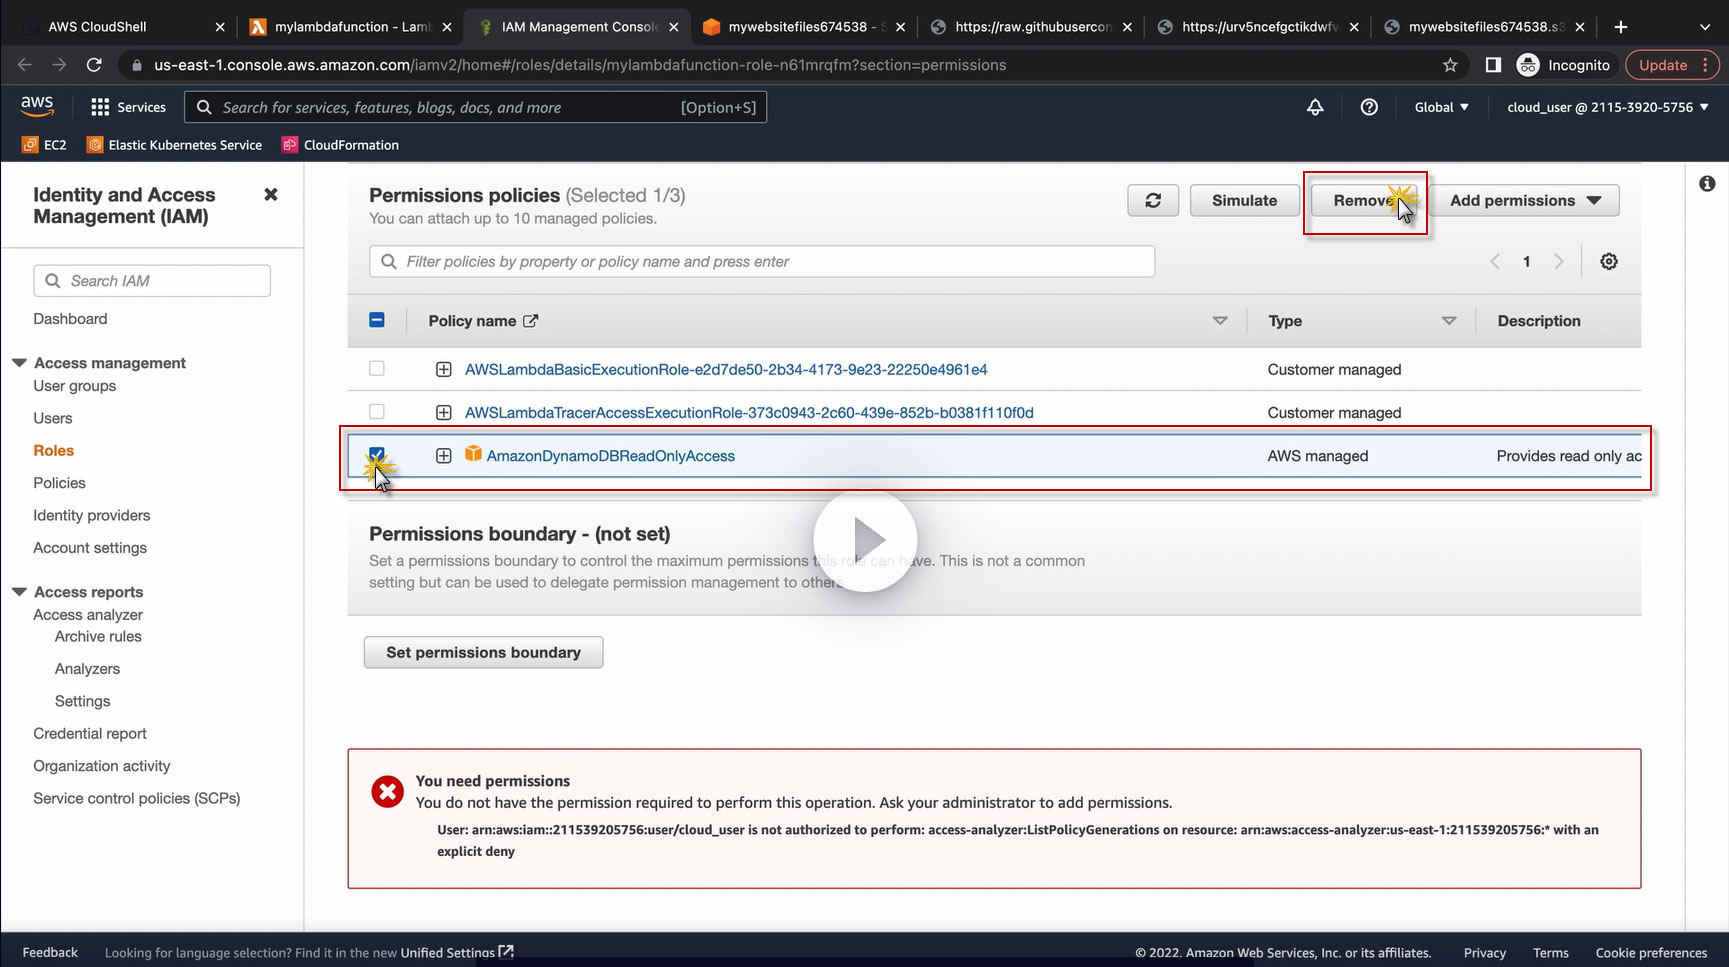 AWS CloudShell
mylambdafunction - Lamb
IAM Management Console
mywebsitefiles674538 - S
https://raw.githubusercon
https://urv5ncefgctikdwfv
mywebsitefiles674538.s3
us-east-1.console.aws.amazon.com/iamv2/home#/roles/details/mylambdafunction-role-n61mrqfm?section=permissions
Incognito
Update
aws
Services
Search for services, features, blogs, docs, and more
[Option+S]
Global
cloud_user @ 2115-3920-5756
EC2
Elastic Kubernetes Service
CloudFormation
Identity and Access
Management (IAM)
Search IAM
Dashboard
Access management
User groups
Users
Roles
Policies
Identity providers
Account settings
Access reports
Access analyzer
Archive rules
Analyzers
Settings
Credential report
Organization activity
Service control policies (SCPs)
Permissions policies (Selected 1/3)
You can attach up to 10 managed policies.
Simulate
Remove
Add permissions
Filter policies by property or policy name and press enter
1
Policy name
Type
Description
AWSLambdaBasicExecutionRole-e2d7de50-2b34-4173-9e23-22250e4961e4
Customer managed
AWSLambdaTracerAccessExecutionRole-373c0943-2c60-439e-852b-b0381f110f0d
Customer managed
AmazonDynamoDBReadOnlyAccess
AWS managed
Provides read only ac
Permissions boundary - (not set)
Set a permissions boundary to control the maximum permissions this role can have. This is not a common
setting but can be used to delegate permission management to others.
Set permissions boundary
You need permissions
You do not have the permission required to perform this operation. Ask your administrator to add permissions.
User: arn:aws:iam::211539205756:user/cloud_user is not authorized to perform: access-analyzer:ListPolicyGenerations on resource: arn:aws:access-analyzer:us-east-1:211539205756:* with an
explicit deny
Feedback
Looking for language selection? Find it in the new Unified Settings
© 2022, Amazon Web Services, Inc. or its affiliates.
Privacy
Terms
Cookie preferences